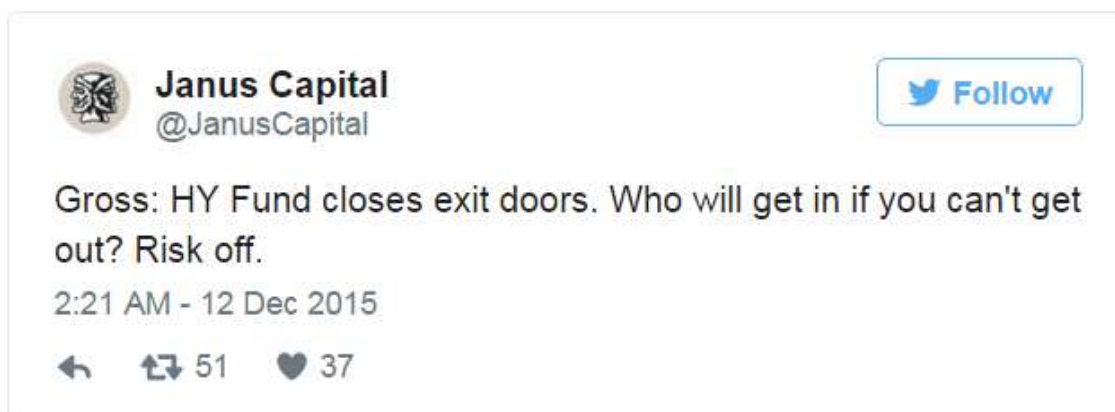 Janus Capital
@JanusCapital
Follow
Gross: HY Fund closes exit doors. Who will get in if you can't get
out? Risk off.
2:21 AM - 12 Dec 2015
51 37